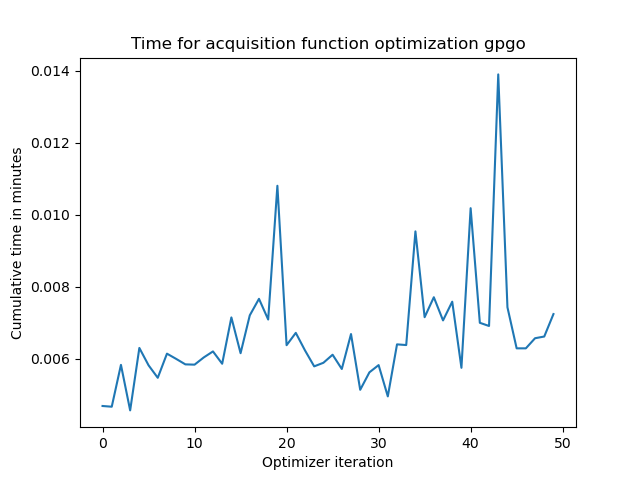 Time for acquisition function optimization gpgo
0.014
0.012
0.010
0.008
0.006
Cumulative time in minutes
0 10 20 30 40 50
Optimizer iteration